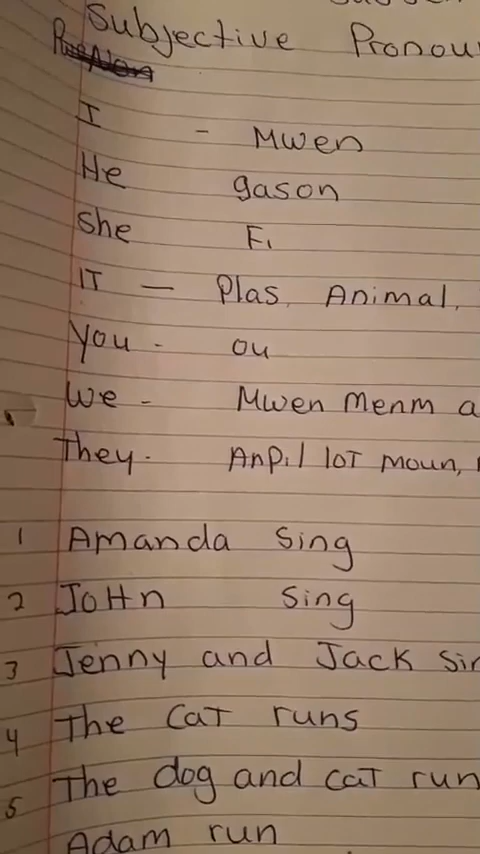 Subjective
I - Mwen
He gason
she Fi
IT - Plas Animal,
You - ou
We - Mwen menm
They - Anpil lot moun,
1 Amanda sing
2 JoHn sing
3 Jenny and Jack
4 The cat runs
5 The dog and cat run
Adam run